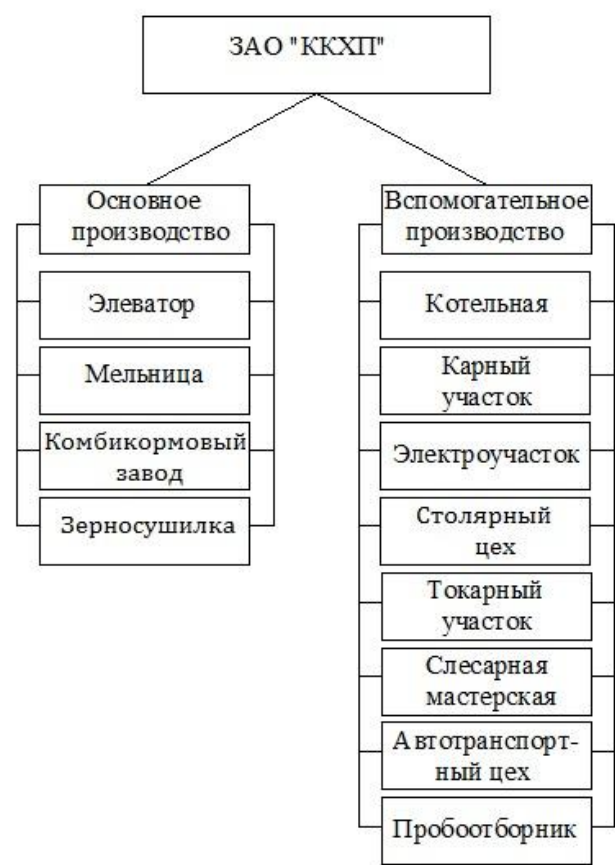 ЗАО "ККХП"
Основное
производство
Элеватор
Мельница
Комбикормовый
завод
Зерносушилка
Вспомогательное
производство
Котельная
Карный
участок
Электроучасток
Столярный
цех
Токарный
участок
Слесарная
мастерская
Автотранспорт-
ный цех
Пробоотборник